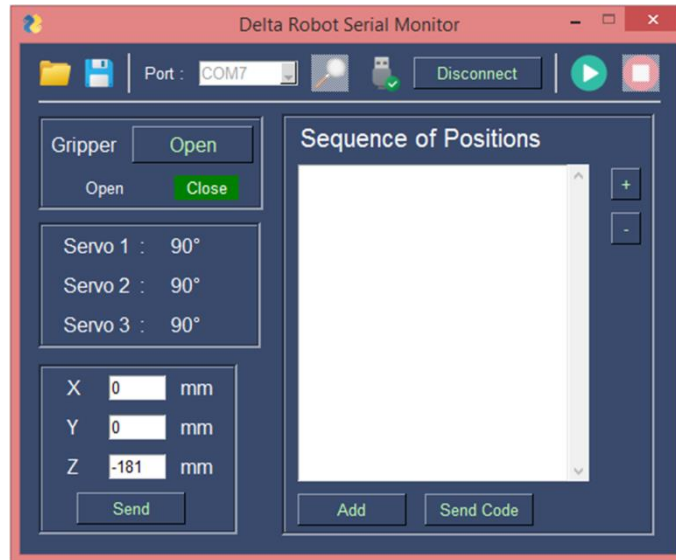 Delta Robot Serial Monitor
Port : COM7 Disconnect
Gripper Open
Open Close
Servo 1 : 90°
Servo 2 : 90°
Servo 3 : 90°
X 0 mm
Y 0 mm
Z -181 mm
Send
Sequence of Positions
+
-
Add Send Code